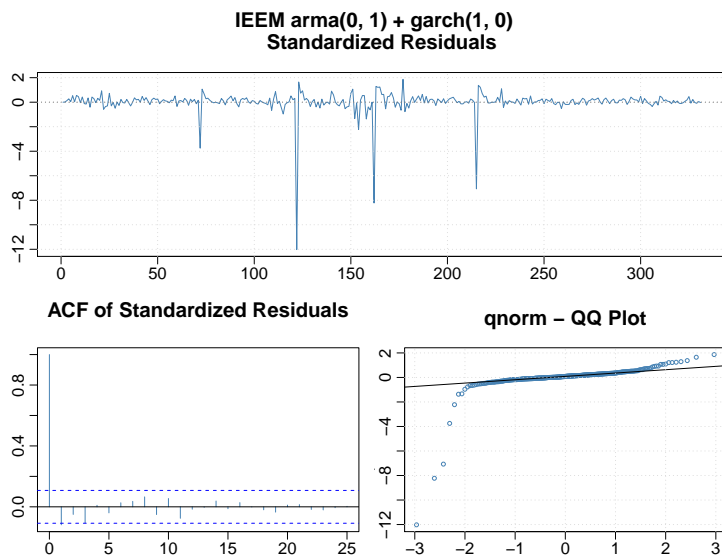 IEEM arma(0, 1) + garch(1, 0)
Standardized Residuals
2
0
−4
−8
−12
0 50 100 150 200 250 300
ACF of Standardized Residuals
0.8
0.4
0.0
0 5 10 15 20 25
qnorm − QQ Plot
2
0
−4
−8
−12
−3 −2 −1 0 1 2 3